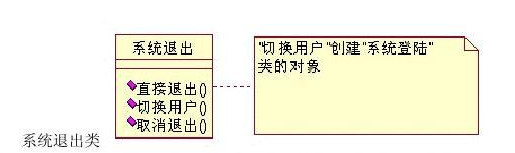 系统退出
直接退出()
切换用户()
取消退出()
"切换用户"创建"系统登陆"
类的对象
系统退出类